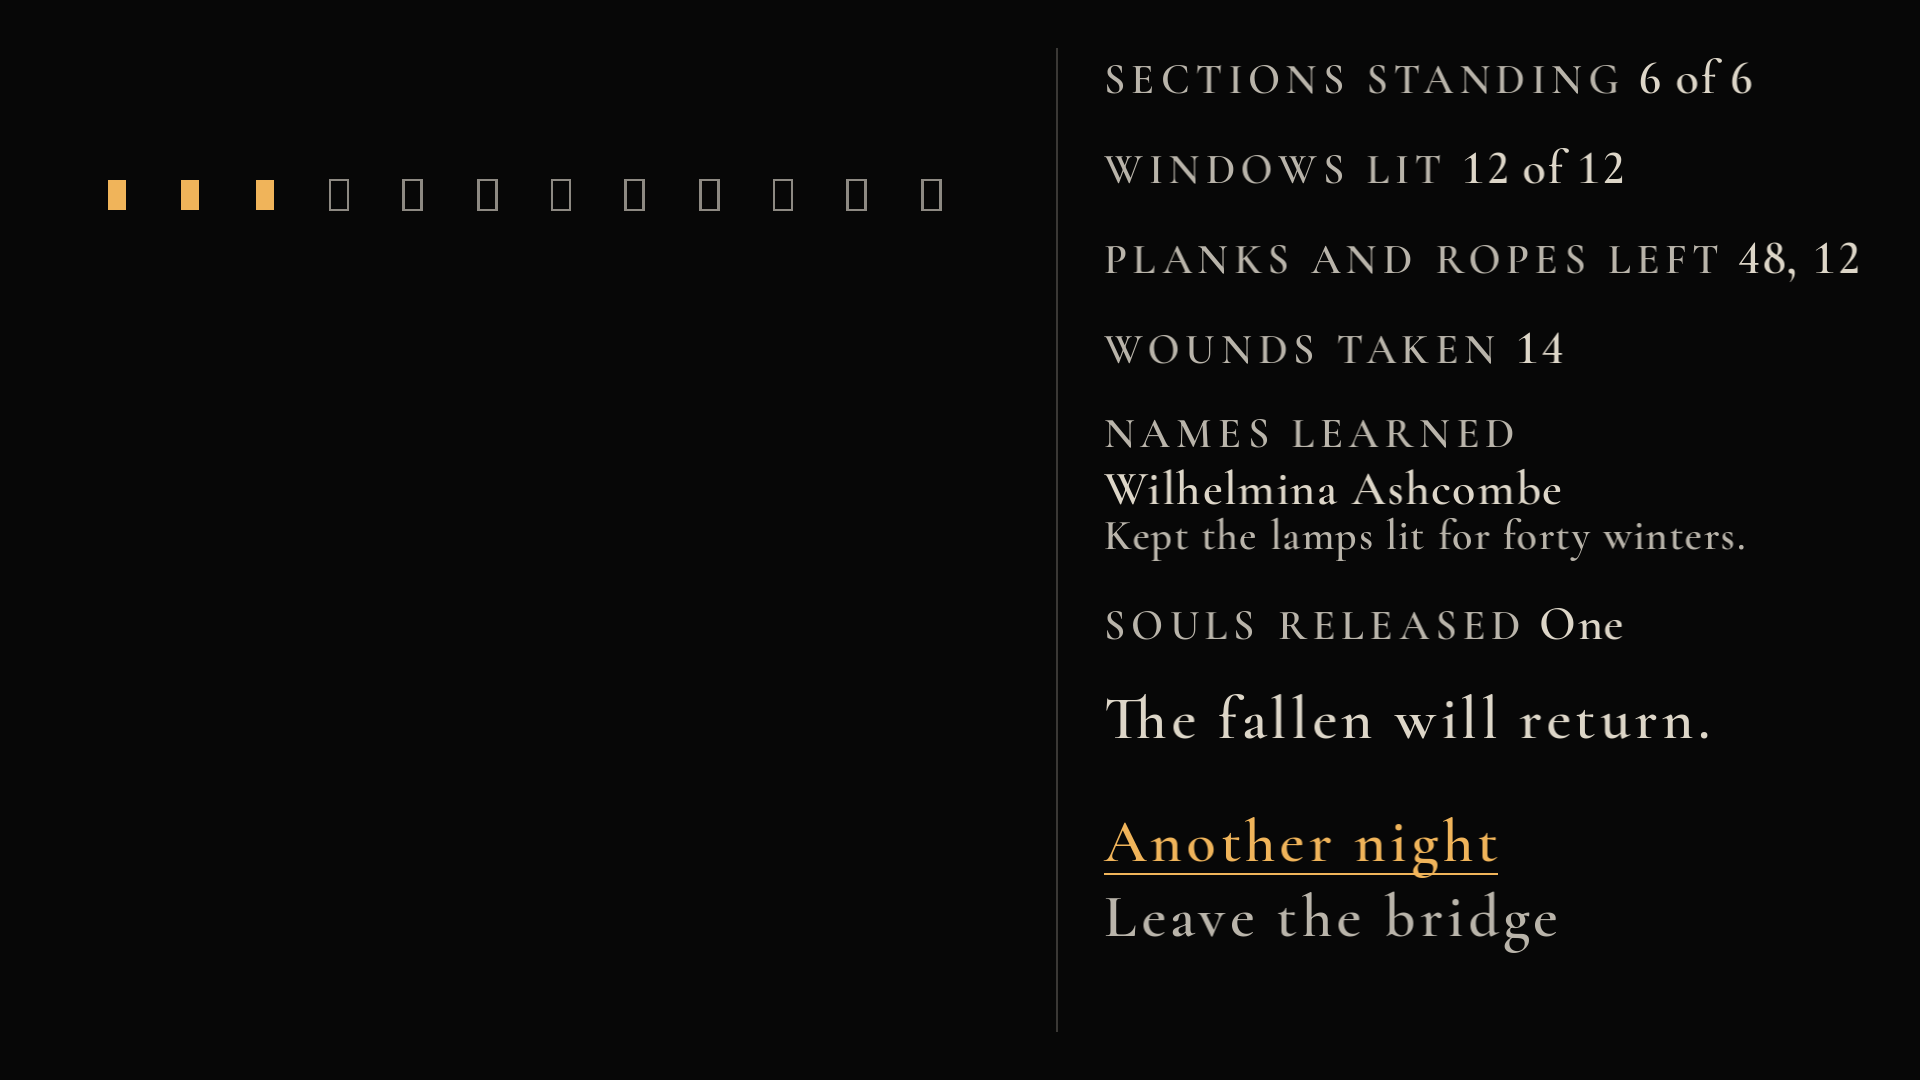 SECTIONS STANDING 6 of 6
WINDOWS LIT 12 of 12
PLANKS AND ROPES LEFT 48, 12
WOUNDS TAKEN 14
NAMES LEARNED
Wilhelmina Ashcombe
Kept the lamps lit for forty winters.
SOULS RELEASED One
The fallen will return.
Another night
Leave the bridge